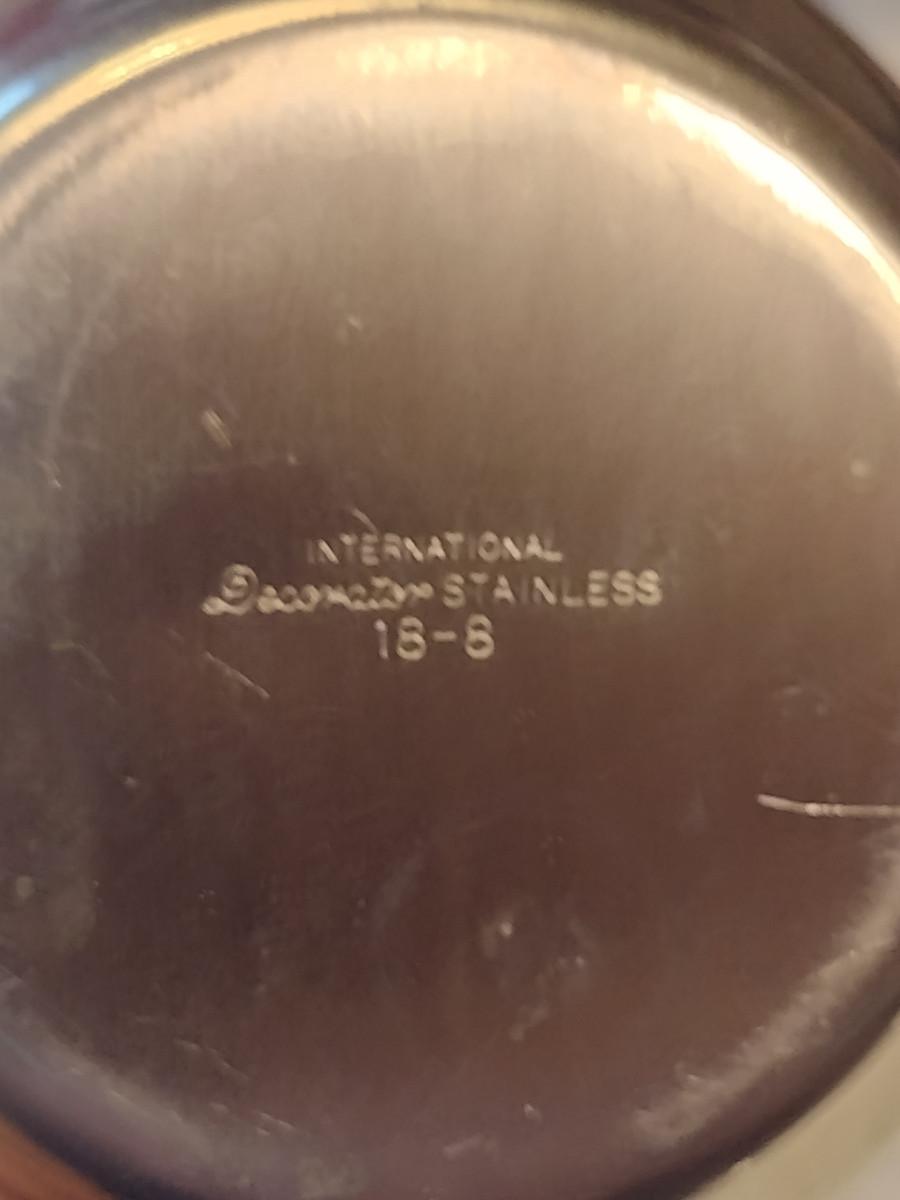 INTERNATIONAL
Decorator STAINLESS
18-8